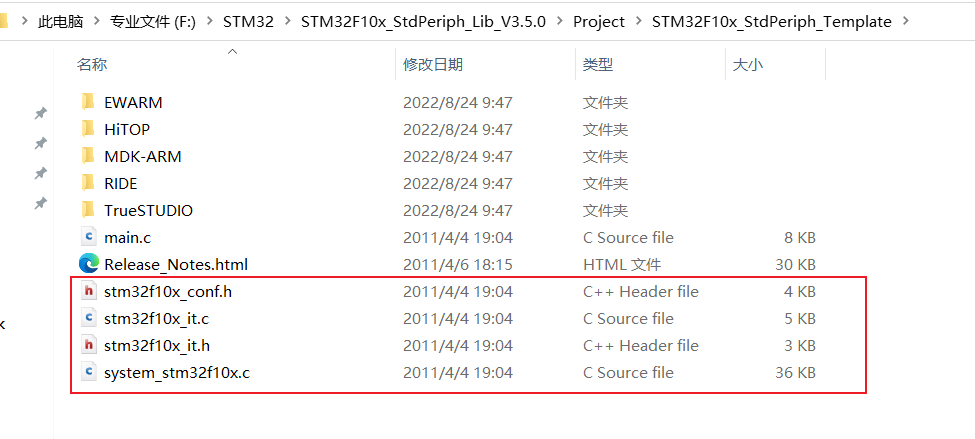 此电脑 > 专业文件 (F:) > STM32 > STM32F10x_StdPeriph_Lib_V3.5.0 > Project > STM32F10x_StdPeriph_Template >
名称 修改日期 类型 大小
EWARM 2022/8/24 9:47 文件夹
HiTOP 2022/8/24 9:47 文件夹
MDK-ARM 2022/8/24 9:47 文件夹
RIDE 2022/8/24 9:47 文件夹
TrueSTUDIO 2022/8/24 9:47 文件夹
main.c 2011/4/4 19:04 C Source file 8 KB
Release_Notes.html 2011/4/6 18:15 HTML 文件 30 KB
stm32f10x_conf.h 2011/4/4 19:04 C++ Header file 4 KB
stm32f10x_it.c 2011/4/4 19:04 C Source file 5 KB
stm32f10x_it.h 2011/4/4 19:04 C++ Header file 3 KB
system_stm32f10x.c 2011/4/4 19:04 C Source file 36 KB